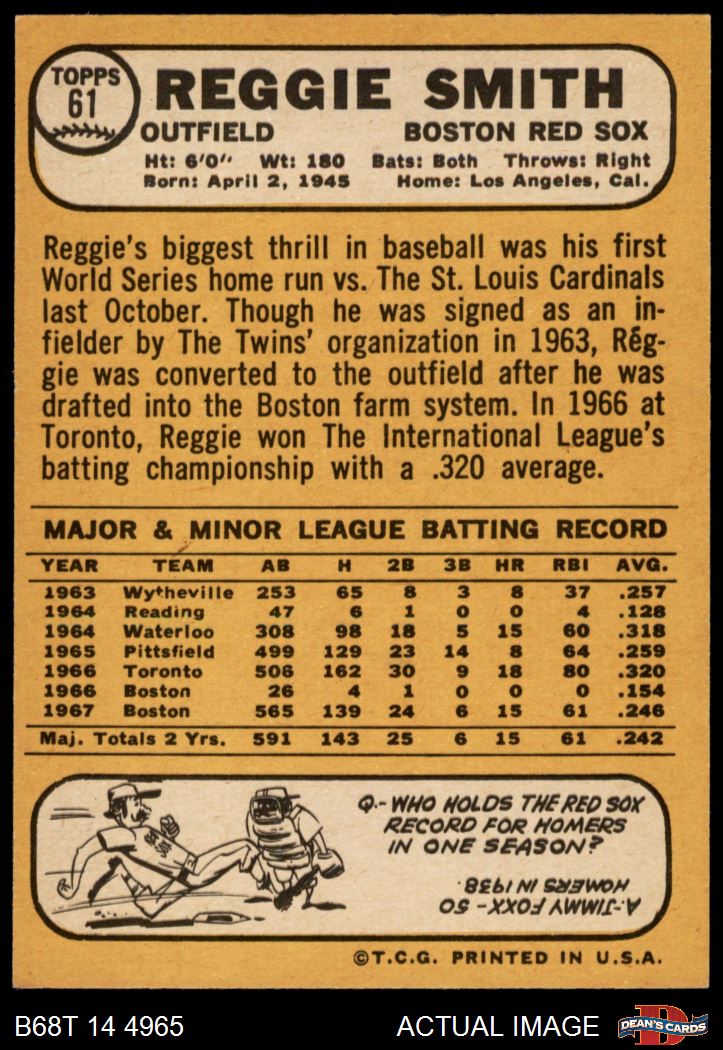 TOPPS
61
REGGIE SMITH
OUTFIELD BOSTON RED SOX
Ht: 6'0" Wt: 180 Bats: Both Throws: Right
Born: April 2, 1945 Home: Los Angeles, Cal.
Reggie's biggest thrill in baseball was his first
World Series home run vs. The St. Louis Cardinals
last October. Though he was signed as an in-
fielder by The Twins' organization in 1963, Rég-
gie was converted to the outfield after he was
drafted into the Boston farm system. In 1966 at
Toronto, Reggie won The International League's
batting championship with a .320 average.
MAJOR & MINOR LEAGUE BATTING RECORD
YEAR TEAM AB H 2B 3B HR RBI AVG.
1963 Wytheville 253 65 8 3 8 37 .257
1964 Reading 47 6 1 0 0 4 .128
1964 Waterloo 308 98 18 5 15 60 .318
1965 Pittsfield 499 129 23 14 8 64 .259
1966 Toronto 506 162 30 9 18 80 .320
1966 Boston 26 4 1 0 0 0 .154
1967 Boston 565 139 24 6 15 61 .246
Maj. Totals 2 Yrs. 591 143 25 6 15 61 .242
RED
SOX
Q.-WHO HOLDS THE RED SOX
RECORD FOR HOMERS
IN ONE SEASON?
A-JIMMY FOXX- 50
HOMERS IN 1938.
©T.C.G. PRINTED IN U.S.A.
B68T 14 4965 ACTUAL IMAGE DEAN'S CARDS